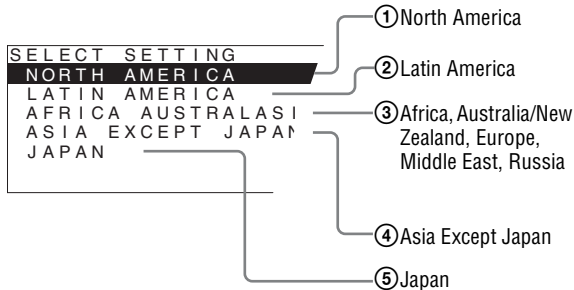 SELECT SETTING
NORTH AMERICA
LATIN AMERICA
AFRICA AUSTRALASI
ASIA EXCEPT JAPAN
JAPAN
①North America
②Latin America
③Africa, Australia/New
Zealand, Europe,
Middle East, Russia
④Asia Except Japan
⑤Japan